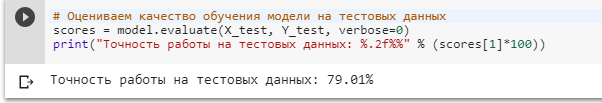 # Оцениваем качество обучения модели на тестовых данных
scores = model.evaluate(X_test, Y_test, verbose=0)
print("Точность работы на тестовых данных: %.2f%%" % (scores[1]*100))
Точность работы на тестовых данных: 79.01%